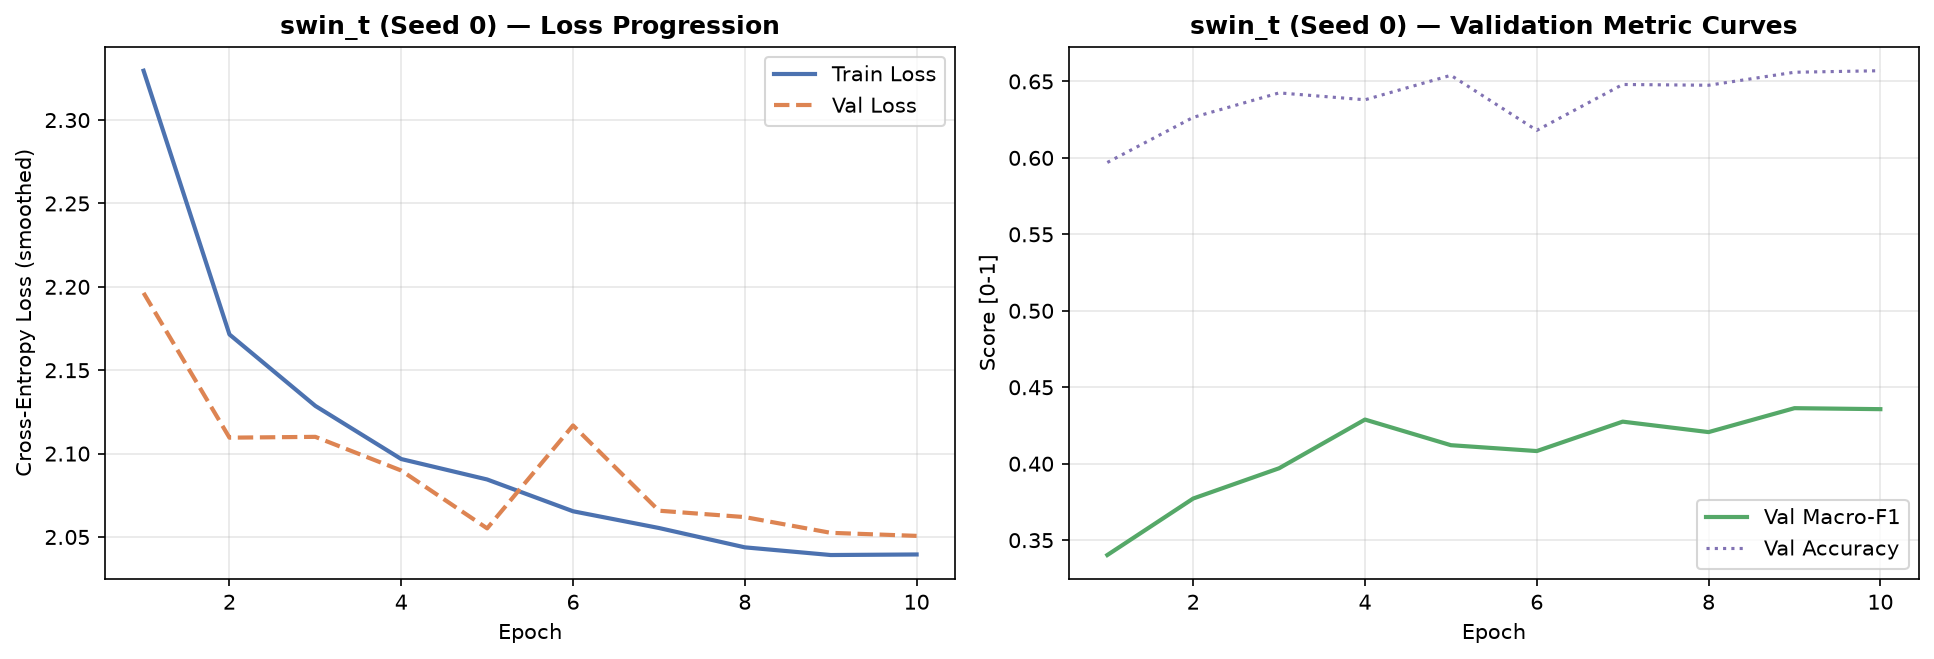 swin_t (Seed 0) — Loss Progression
Train Loss
Val Loss
Cross-Entropy Loss (smoothed)
2.30
2.25
2.20
2.15
2.10
2.05
2 4 6 8 10
Epoch
swin_t (Seed 0) — Validation Metric Curves
Score [0-1]
0.65
0.60
0.55
0.50
0.45
0.40
0.35
Val Macro-F1
Val Accuracy
2 4 6 8 10
Epoch